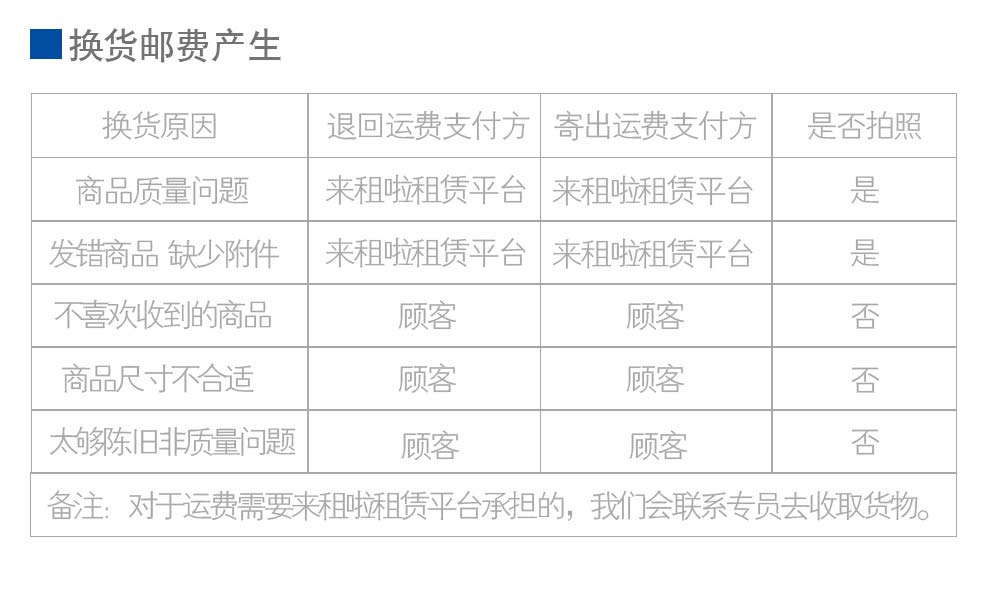 换货邮费产生
换货原因 退回运费支付方 寄出运费支付方 是否拍照
商品质量问题 来租啦租赁平台 来租啦租赁平台 是
发错商品 缺少附件 来租啦租赁平台 来租啦租赁平台 是
不喜欢收到的商品 顾客 顾客 否
商品尺寸不合适 顾客 顾客 否
太够陈旧非质量问题 顾客 顾客 否
备注：对于运费需要来租啦租赁平台承担的，我们会联系专员去收取货物。